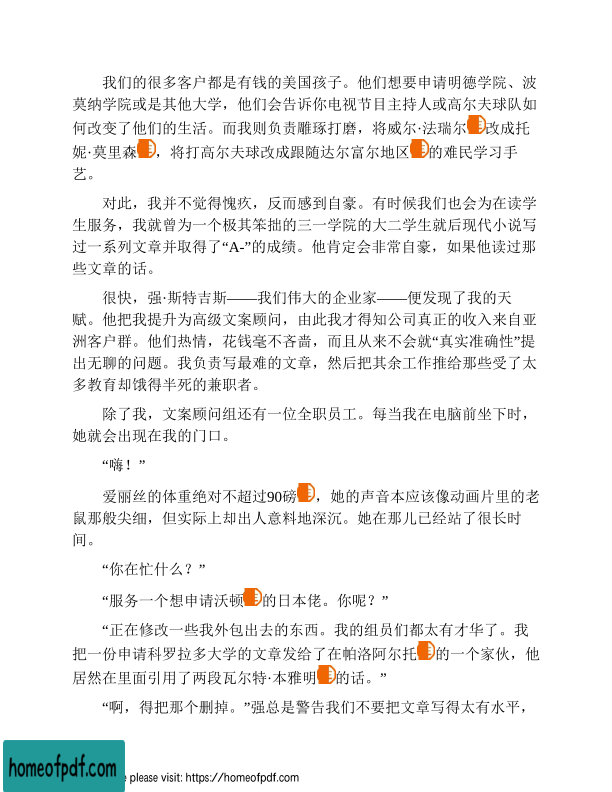 我们的很多客户都是有钱的美国孩子。他们想要申请明德学院、波
莫纳学院或是其他大学，他们会告诉你电视节目主持人或高尔夫球队如
何改变了他们的生活。而我则负责雕琢打磨，将威尔·法瑞尔注改成托
妮·莫里森注，将打高尔夫球改成跟随达尔富尔地区注的难民学习手
艺。
对此，我并不觉得愧疚，反而感到自豪。有时候我们也会为在读学
生服务，我就曾为一个极其笨拙的三一学院的大二学生就后现代小说写
过一系列文章并取得了“A-”的成绩。他肯定会非常自豪，如果他读过那
些文章的话。
很快，强·斯特吉斯——我们伟大的企业家——便发现了我的天
赋。他把我提升为高级文案顾问，由此我才得知公司真正的收入来自亚
洲客户群。他们热情，花钱毫不吝啬，而且从来不会就“真实准确性”提
出无聊的问题。我负责写最难的文章，然后把其余工作推给那些受了太
多教育却饿得半死的兼职者。
除了我，文案顾问组还有一位全职员工。每当我在电脑前坐下时，
她就会出现在我的门口。
“嗨！”
爱丽丝的体重绝对不超过90磅注，她的声音本应该像动画片里的老
鼠那般尖细，但实际上却出人意料地深沉。她在那儿已经站了很长时
间。
“你在忙什么？”
“服务一个想申请沃顿注的日本佬。你呢？”
“正在修改一些我外包出去的东西。我的组员们都太有才华了。我
把一份申请科罗拉多大学的文章发给了在帕洛阿尔托注的一个家伙，他
居然在里面引用了两段瓦尔特·本雅明注的话。”
“啊，得把那个删掉。”强总是警告我们不要把文章写得太有水平，
homeofpdf.com
e please visit: https://homeofpdf.com